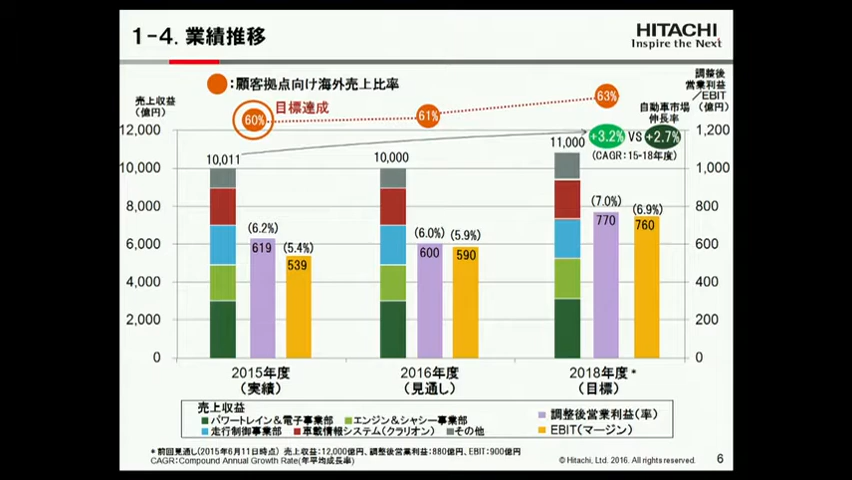 1-4. 業績推移
HITACHI
Inspire the Next
●:顧客拠点向け海外売上比率
売上収益
(億円)
調整後
営業利益
/EBIT
(億円)
目標達成
60%
61%
63%
自動車市場
伸長率
+3.2% VS +2.7%
(CAGR:15-18年度)
12,000
10,000
8,000
6,000
4,000
2,000
0
1,200
1,000
800
600
400
200
0
10,011
(6.2%)
619
(5.4%)
539
10,000
(6.0%)
600
(5.9%)
590
11,000
(7.0%)
770
(6.9%)
760
2015年度
(実績)
2016年度
(見通し)
2018年度*
(目標)
売上収益
■パワートレイン&電子事業部 ■エンジン&シャシー事業部
■走行制御事業部 ■車載情報システム(クラリオン) ■その他
■ 調整後営業利益(率)
■ EBIT(マージン)
*前回見通し(2015年6月11日時点) 売上収益:12,000億円、調整後営業利益:880億円、EBIT:900億円
CAGR:Compound Annual Growth Rate(年平均成長率)
© Hitachi, Ltd. 2016. All rights reserved.
6